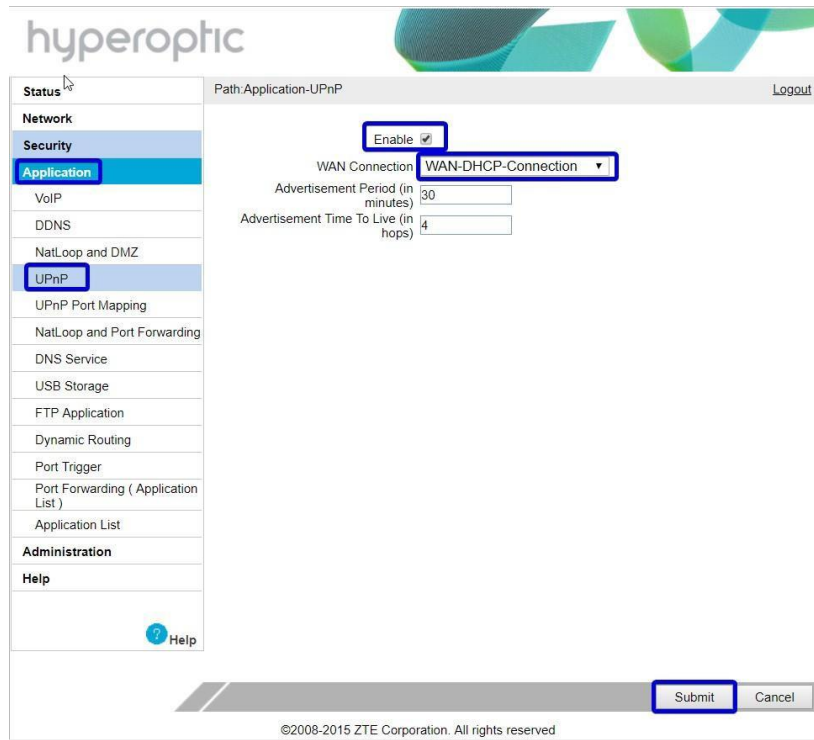 hyperoptic
Status
Path:Application-UPnP
Logout
Network
Security
Application
VoIP
DDNS
NatLoop and DMZ
UPnP
UPnP Port Mapping
NatLoop and Port Forwarding
DNS Service
USB Storage
FTP Application
Dynamic Routing
Port Trigger
Port Forwarding ( Application
List )
Application List
Administration
Help
? Help
Enable
WAN Connection WAN-DHCP-Connection
Advertisement Period (in
minutes) 30
Advertisement Time To Live (in
hops) 4
Submit
Cancel
©2008-2015 ZTE Corporation. All rights reserved